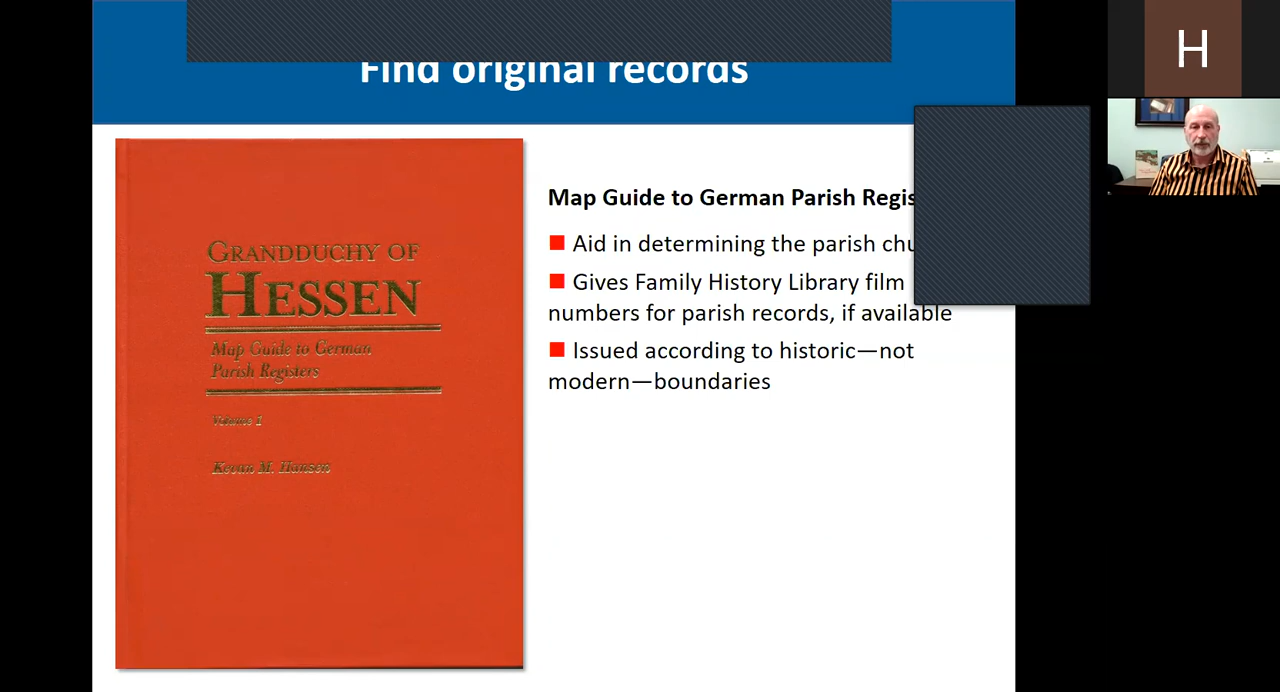 Find original records
H
GRANDDUCHY OF
HESSEN
Map Guide to German
Parish Registers
Volume 1
Kevan M. Hansen
Map Guide to German Parish Regis
Aid in determining the parish chu
Gives Family History Library film
numbers for parish records, if available
Issued according to historic—not
modern—boundaries